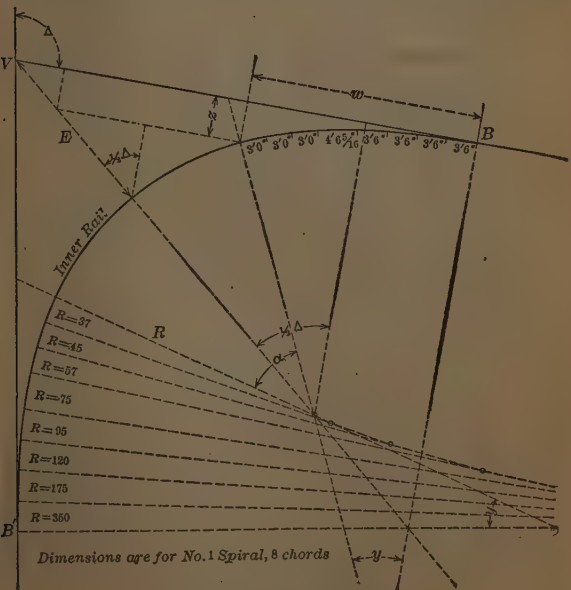 Δ
V
w
z
B
E
3'0" 3'0" 3'0" 4'6 5/16" 3'6" 3'6" 3'6" 3'6"
½Δ
Inner Rail
R
R=37
½Δ
α
R=45
R=57
R=75
R=95
R=120
R=175
R=350
B'
y
Dimensions are for No.1 Spiral, 8 chords